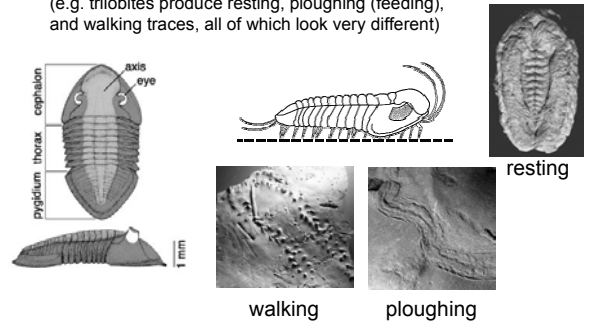 (e.g. trilobites produce resting, ploughing (feeding),
and walking traces, all of which look very different)
axis
eye
cephalon
thorax
pygidium
1 mm
resting
walking
ploughing